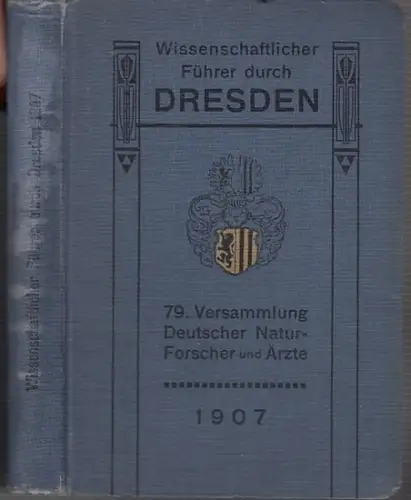 Wissenschaftlicher Führer durch Dresden 1907
Wissenschaftlicher
Führer durch
DRESDEN
79. Versammlung
Deutscher Natur-
Forscher und Ärzte
1907